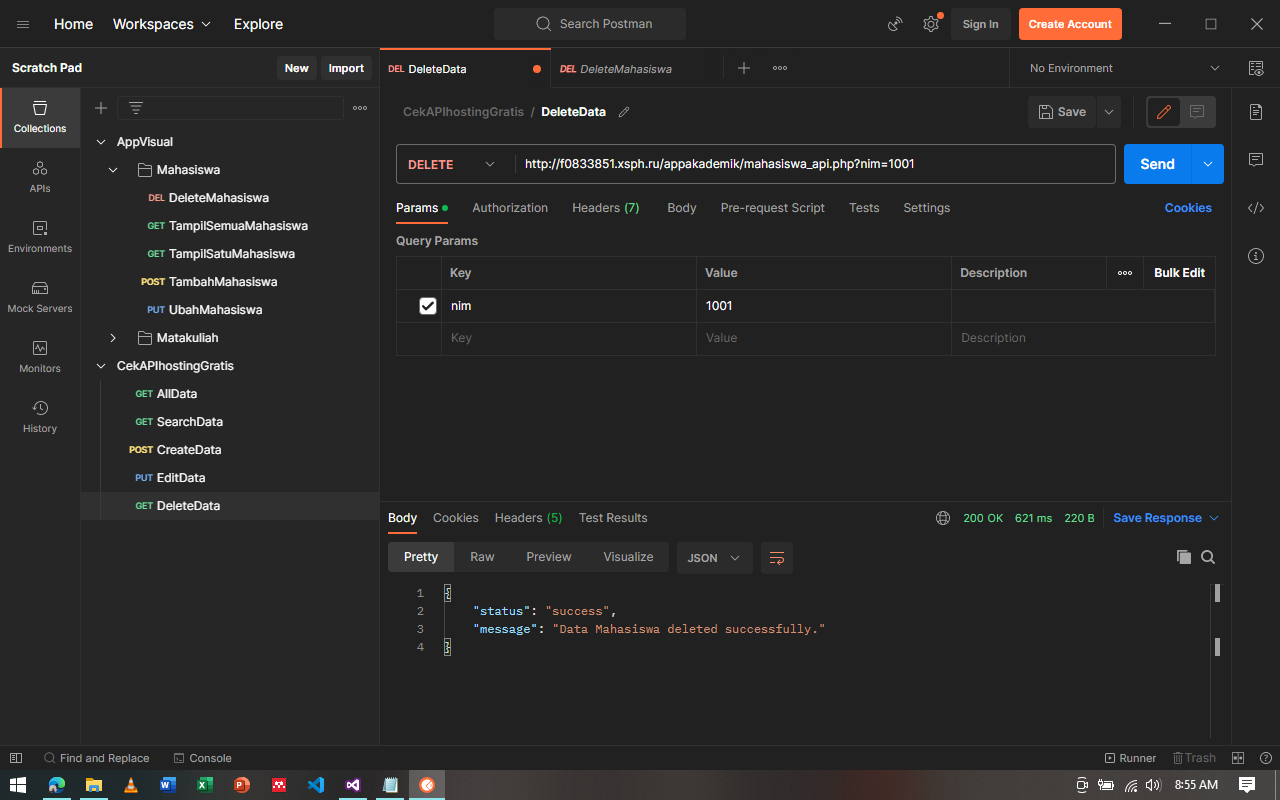 Home
Workspaces
Explore
Search Postman
Sign In
Create Account
Scratch Pad
New
Import
DEL DeleteData
DEL DeleteMahasiswa
No Environment
Collections
APIs
Environments
Mock Servers
Monitors
History
AppVisual
Mahasiswa
DEL DeleteMahasiswa
GET TampilSemuaMahasiswa
GET TampilSatuMahasiswa
POST TambahMahasiswa
PUT UbahMahasiswa
Matakuliah
CekAPIhostingGratis
GET AllData
GET SearchData
POST CreateData
PUT EditData
GET DeleteData
CekAPIhostingGratis / DeleteData
Save
DELETE
http://f0833851.xsph.ru/appakademik/mahasiswa_api.php?nim=1001
Send
Params
Authorization
Headers (7)
Body
Pre-request Script
Tests
Settings
Cookies
Query Params
Key Value Description Bulk Edit
nim 1001
Key Value Description
Body
Cookies
Headers (5)
Test Results
200 OK 621 ms 220 B
Save Response
Pretty
Raw
Preview
Visualize
JSON
1 {
2 "status": "success",
3 "message": "Data Mahasiswa deleted successfully."
4 }
Find and Replace
Console
Runner
Trash
8:55 AM